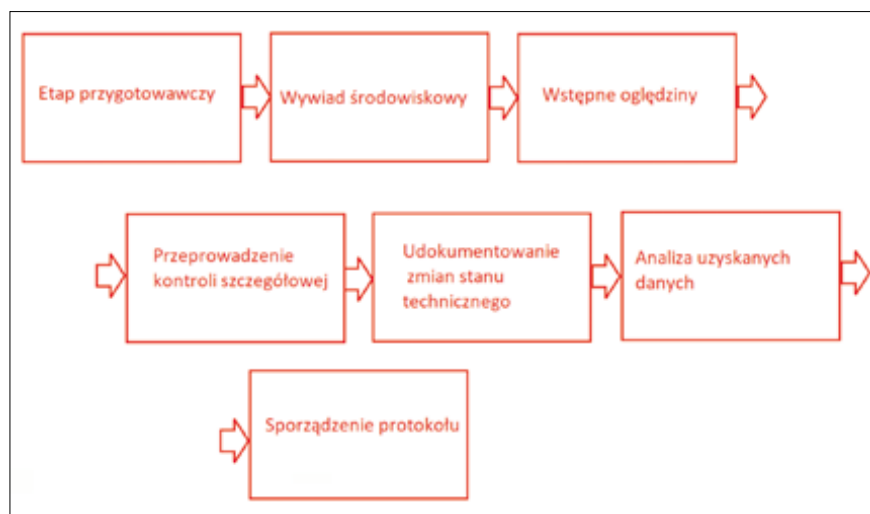 Etap przygotowawczy
Wywiad środowiskowy
Wstępne oględziny
Przeprowadzenie
kontroli szczegółowej
Udokumentowanie
zmian stanu
technicznego
Analiza uzyskanych
danych
Sporządzenie protokołu